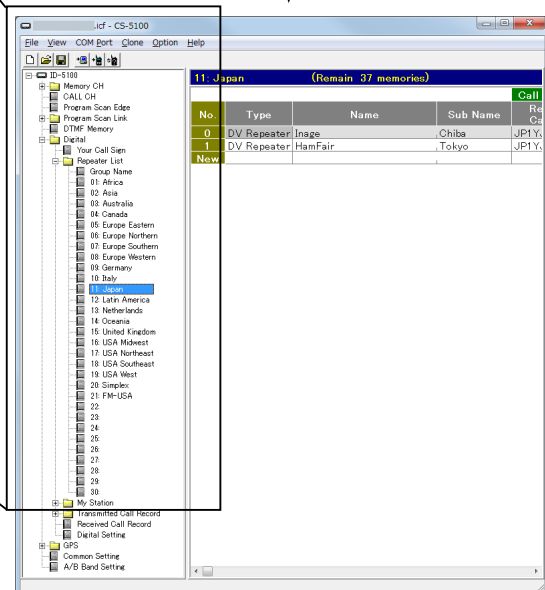 .icf - CS-5100
File View COM Port Clone Option Help
ID-5100
Memory CH
CALL CH
Program Scan Edge
Program Scan Link
DTMF Memory
Digital
Your Call Sign
Repeater List
Group Name
01: Africa
02: Asia
03: Australia
04: Canada
05: Europe Eastern
06: Europe Northern
07: Europe Southern
08: Europe Western
09: Germany
10: Italy
11: Japan
12: Latin America
13: Netherlands
14: Oceania
15: United Kingdom
16: USA Midwest
17: USA Northeast
18: USA Southeast
19: USA West
20: Simplex
21: FM-USA
22:
23:
24:
25:
26:
27:
28:
29:
30:
My Station
Transmitted Call Record
Received Call Record
Digital Setting
GPS
Common Setting
A/B Band Setting
11: Japan (Remain 37 memories)
Call
No. Type Name Sub Name Re
Ca
0 DV Repeater Inage Chiba JP1Y
1 DV Repeater HamFair Tokyo JP1Y
New